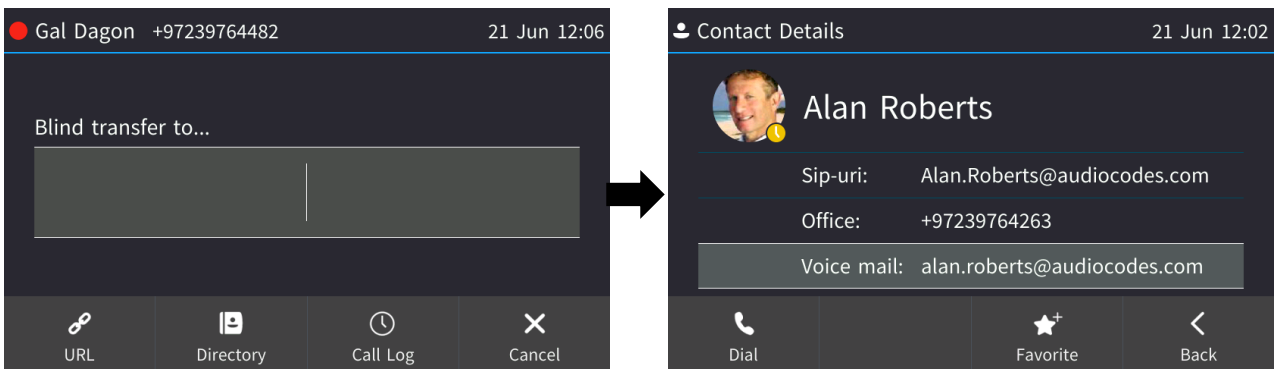 Gal Dagon +97239764482 21 Jun 12:06
Blind transfer to...
URL Directory Call Log Cancel
Contact Details 21 Jun 12:02
Alan Roberts
Sip-uri: Alan.Roberts@audiocodes.com
Office: +97239764263
Voice mail: alan.roberts@audiocodes.com
Dial Favorite Back